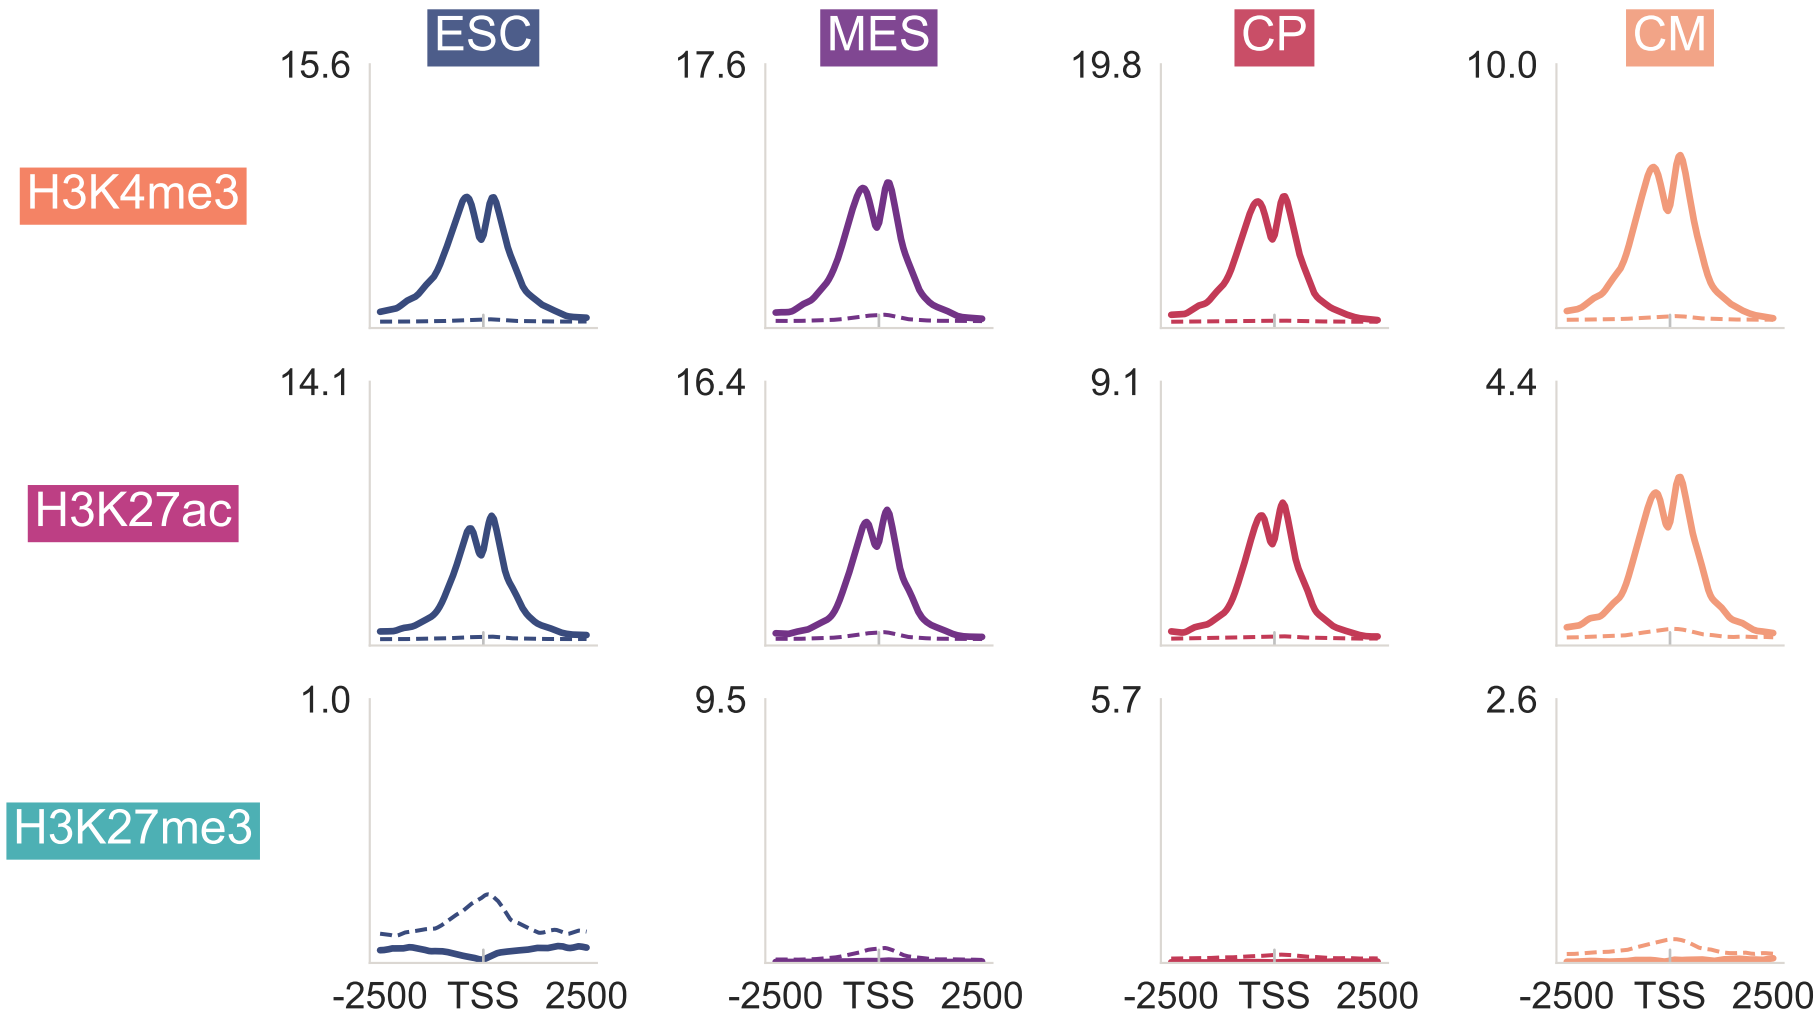 ESC MES CP CM
15.6 17.6 19.8 10.0
H3K4me3
14.1 16.4 9.1 4.4
H3K27ac
1.0 9.5 5.7 2.6
H3K27me3
-2500 TSS 2500 -2500 TSS 2500 -2500 TSS 2500 -2500 TSS 2500